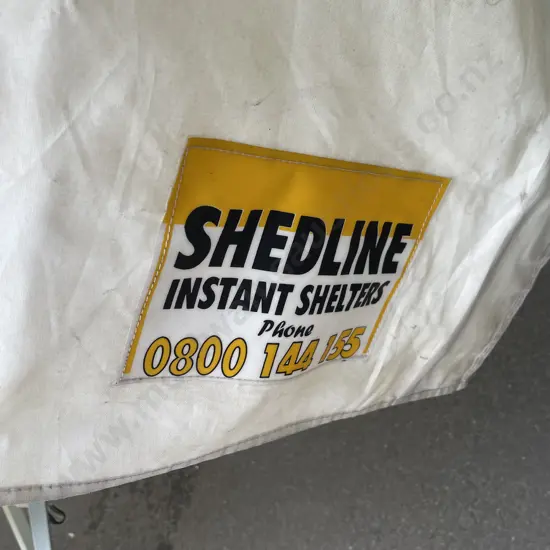 SHEDLINE
INSTANT SHELTERS
Phone
0800 144 155